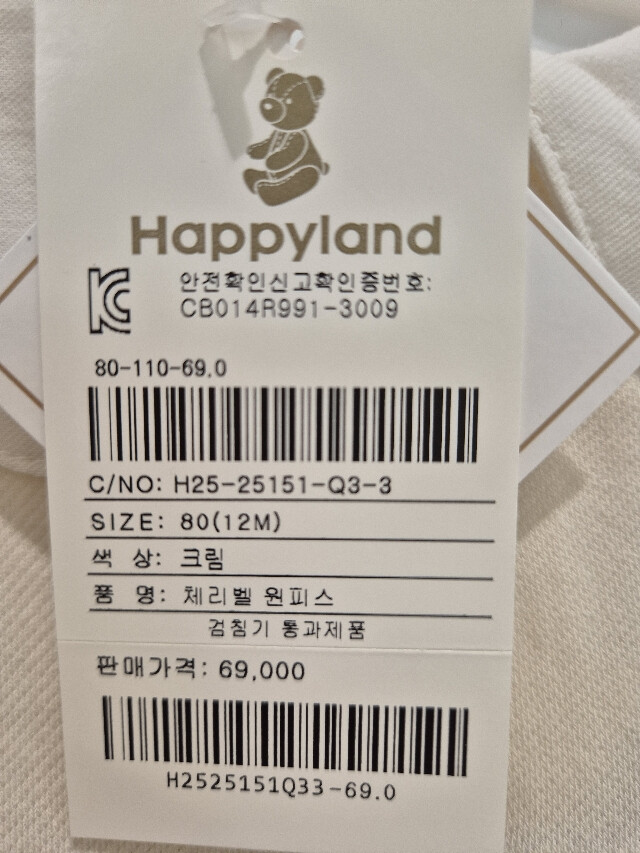 Happyland
안전확인신고확인증번호:
CB014R991-3009
80-110-69.0
C/NO: H25-25151-Q3-3
SIZE: 80(12M)
색 상: 크림
품 명: 체리벨 원피스
검침기 통과제품
판매가격: 69,000
H2525151Q33-69.0